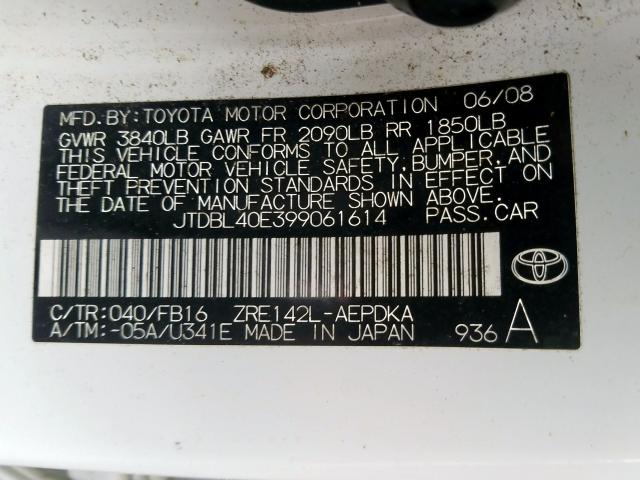 MFD. BY: TOYOTA MOTOR CORPORATION 06/08
GVWR 3840LB GAWR FR 2090LB RR 1850LB
THIS VEHICLE CONFORMS TO ALL APPLICABLE
FEDERAL MOTOR VEHICLE SAFETY, BUMPER, AND
THEFT PREVENTION STANDARDS IN EFFECT ON
THE DATE OF MANUFACTURE SHOWN ABOVE.
JTDBL40E399061614 PASS. CAR
C/TR: 040/FB16 ZRE142L-AEPDKA
A/TM: -05A/U341E MADE IN JAPAN 936 A